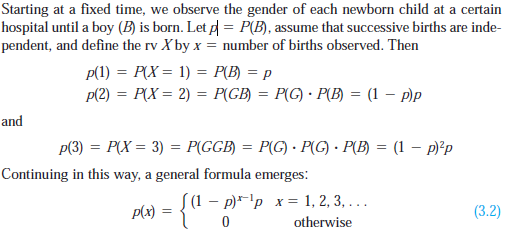 Starting at a fixed time, we observe the gender of each newborn child at a certain
hospital until a boy (B) is born. Let p = P(B), assume that successive births are inde-
pendent, and define the rv X by x = number of births observed. Then
p(1) = P(X = 1) = P(B) = p
p(2) = P(X = 2) = P(GB) = P(G) · P(B) = (1 − p)p
and
p(3) = P(X = 3) = P(GGB) = P(G) · P(G) · P(B) = (1 − p)²p
Continuing in this way, a general formula emerges:
p(x) = { (1 − p)ˣ⁻¹p x = 1, 2, 3, . . .
0 otherwise (3.2)